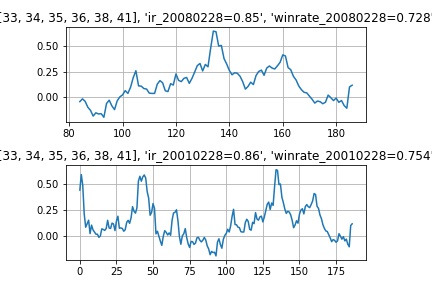 [33, 34, 35, 36, 38, 41], 'ir_20080228=0.85', 'winrate_20080228=0.728'
0.50
0.25
0.00
80 100 120 140 160 180
[33, 34, 35, 36, 38, 41], 'ir_20010228=0.86', 'winrate_20010228=0.754'
0.50
0.25
0.00
0 25 50 75 100 125 150 175